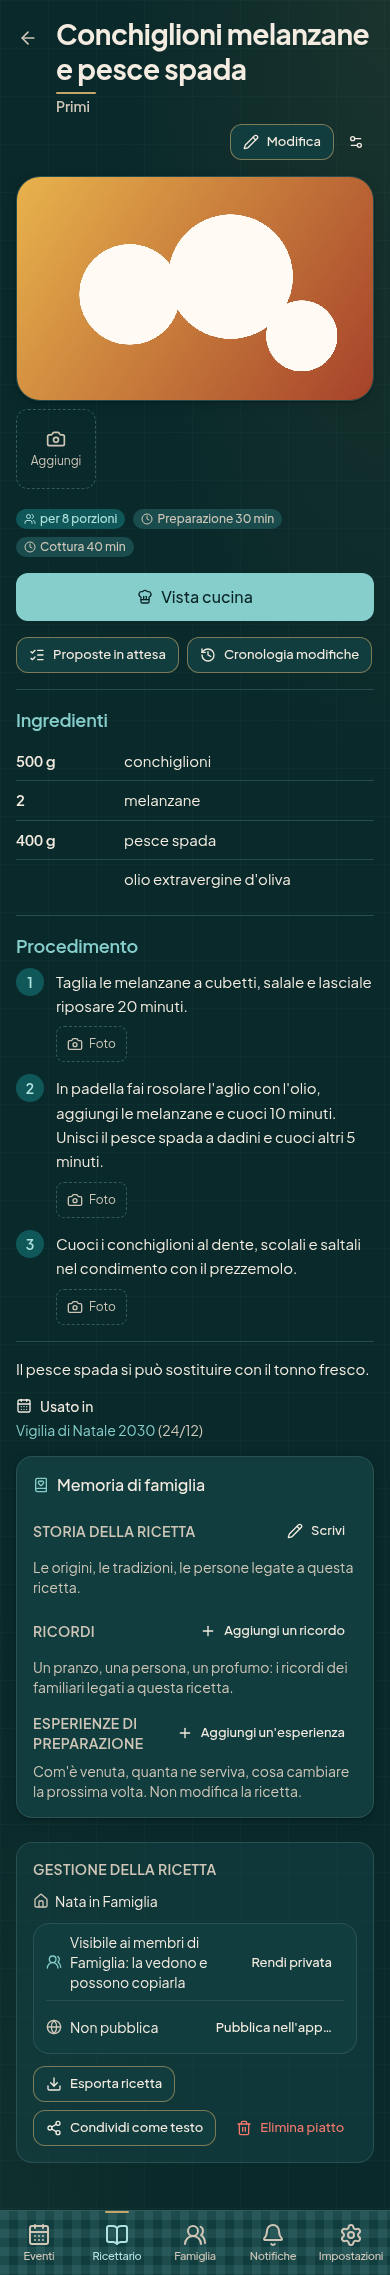 Conchiglioni melanzane
e pesce spada
Primi
Modifica
Aggiungi
per 8 porzioni
Preparazione 30 min
Cottura 40 min
Vista cucina
Proposte in attesa
Cronologia modifiche
Ingredienti
500 g conchiglioni
2 melanzane
400 g pesce spada
olio extravergine d'oliva
Procedimento
1 Taglia le melanzane a cubetti, salale e lasciale
riposare 20 minuti.
Foto
2 In padella fai rosolare l'aglio con l'olio,
aggiungi le melanzane e cuoci 10 minuti.
Unisci il pesce spada a dadini e cuoci altri 5
minuti.
Foto
3 Cuoci i conchiglioni al dente, scolali e saltali
nel condimento con il prezzemolo.
Foto
Il pesce spada si può sostituire con il tonno fresco.
Usato in
Vigilia di Natale 2030 (24/12)
Memoria di famiglia
STORIA DELLA RICETTA
Scrivi
Le origini, le tradizioni, le persone legate a questa
ricetta.
RICORDI
Aggiungi un ricordo
Un pranzo, una persona, un profumo: i ricordi dei
familiari legati a questa ricetta.
ESPERIENZE DI
PREPARAZIONE
Aggiungi un'esperienza
Com'è venuta, quanta ne serviva, cosa cambiare
la prossima volta. Non modifica la ricetta.
GESTIONE DELLA RICETTA
Nata in Famiglia
Visibile ai membri di
Famiglia: la vedono e
possono copiarla
Rendi privata
Non pubblica
Pubblica nell'app…
Esporta ricetta
Condividi come testo
Elimina piatto
Eventi
Ricettario
Famiglia
Notifiche
Impostazioni